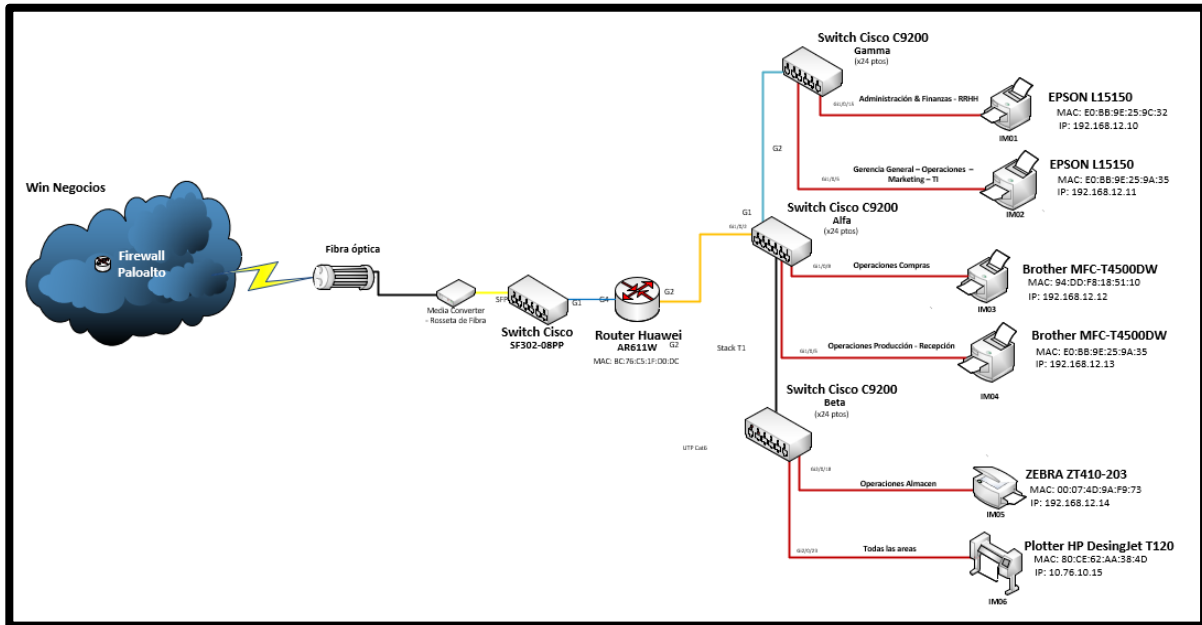 Win Negocios
Firewall
Paloalto
Fibra óptica
Media Converter
- Rosseta de Fibra
SFP
Switch Cisco
SF302-08PP
G1
G4
Router Huawei
AR611W
MAC: BC:76:C5:1F:D0:DC
G2
G2
Switch Cisco C9200
Gamma
(x24 ptos)
Administración & Finanzas - RRHH
EPSON L15150
MAC: E0:BB:9E:25:9C:32
IP: 192.168.12.10
IM01
G2
Gerencia General – Operaciones –
Marketing – TI
EPSON L15150
MAC: E0:BB:9E:25:9A:35
IP: 192.168.12.11
IM02
G1
Switch Cisco C9200
Alfa
(x24 ptos)
Operaciones Compras
Brother MFC-T4500DW
MAC: 94:DD:F8:18:51:10
IP: 192.168.12.12
IM03
Operaciones Producción - Recepción
Brother MFC-T4500DW
MAC: E0:BB:9E:25:9A:35
IP: 192.168.12.13
IM04
Stack T1
Switch Cisco C9200
Beta
(x24 ptos)
UTP Cat6
Operaciones Almacen
ZEBRA ZT410-203
MAC: 00:07:4D:9A:F9:73
IP: 192.168.12.14
IM05
Todas las areas
Plotter HP DesingJet T120
MAC: 80:CE:62:AA:38:4D
IP: 10.76.10.15
IM06